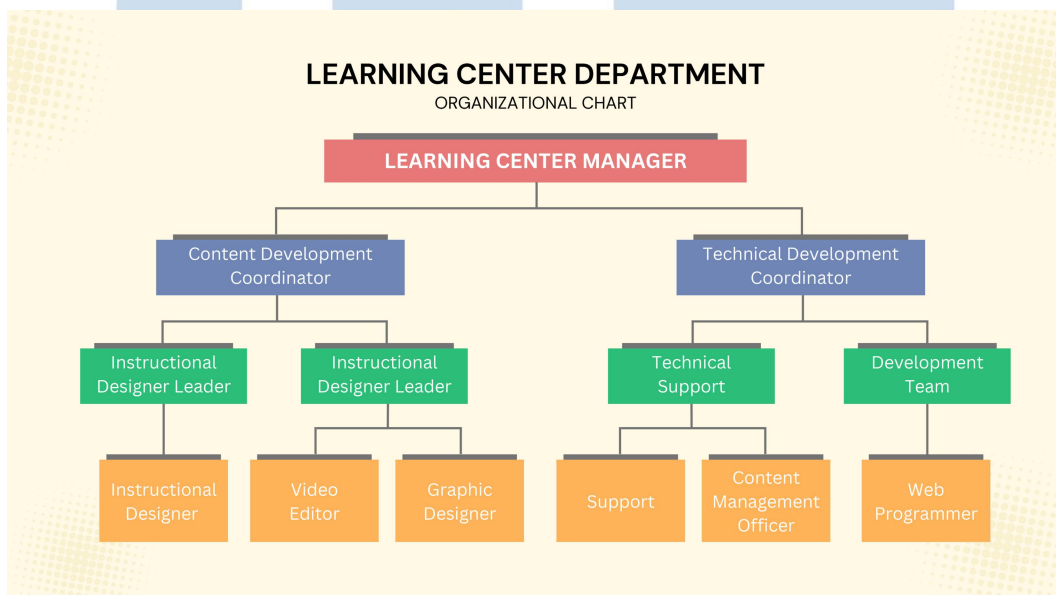 LEARNING CENTER DEPARTMENT
ORGANIZATIONAL CHART
LEARNING CENTER MANAGER
Content Development
Coordinator
Technical Development
Coordinator
Instructional
Designer Leader
Instructional
Designer Leader
Technical
Support
Development
Team
Instructional
Designer
Video
Editor
Graphic
Designer
Support
Content
Management
Officer
Web
Programmer